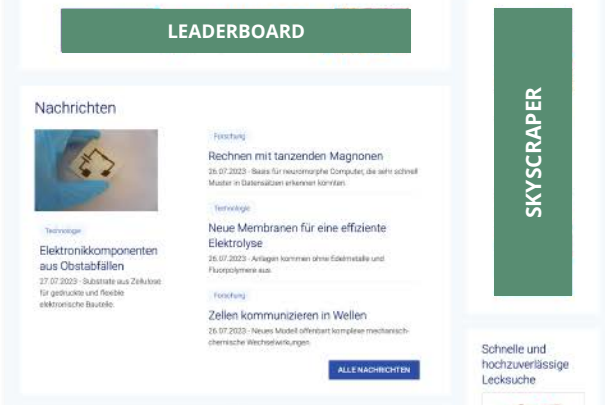 LEADERBOARD
SKYSCRAPER
Nachrichten
Technologie
Elektronikkomponenten
aus Obstabfällen
27.07.2023 - Substrate aus Zellulose
für gedruckte und flexible
elektronische Bauteile.
Forschung
Rechnen mit tanzenden Magnonen
26.07.2023 - Basis für neuromorphe Computer, die sehr schnell
Muster in Datensätzen erkennen könnten.
Technologie
Neue Membranen für eine effiziente
Elektrolyse
26.07.2023 - Anlagen kommen ohne Edelmetalle und
Fluorpolymere aus.
Forschung
Zellen kommunizieren in Wellen
26.07.2023 - Neues Modell offenbart komplexe mechanisch-
chemische Wechselwirkungen.
ALLE NACHRICHTEN
Schnelle und
hochzuverlässige
Lecksuche